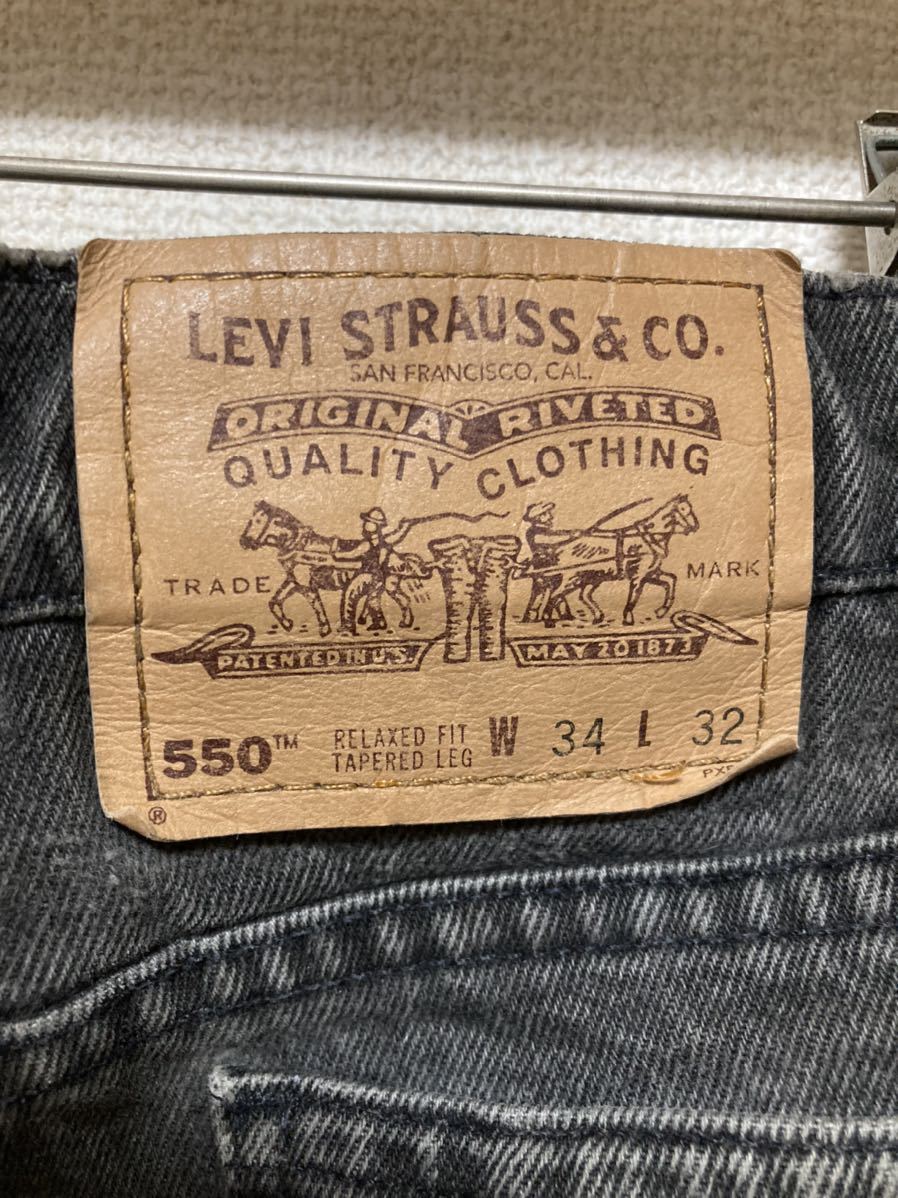 LEVI STRAUSS & CO.
SAN FRANCISCO, CAL.
ORIGINAL RIVETED
QUALITY CLOTHING
TRADE MARK
PATENTED IN U.S. MAY 20 1873
550™ RELAXED FIT TAPERED LEG W 34 L 32
®